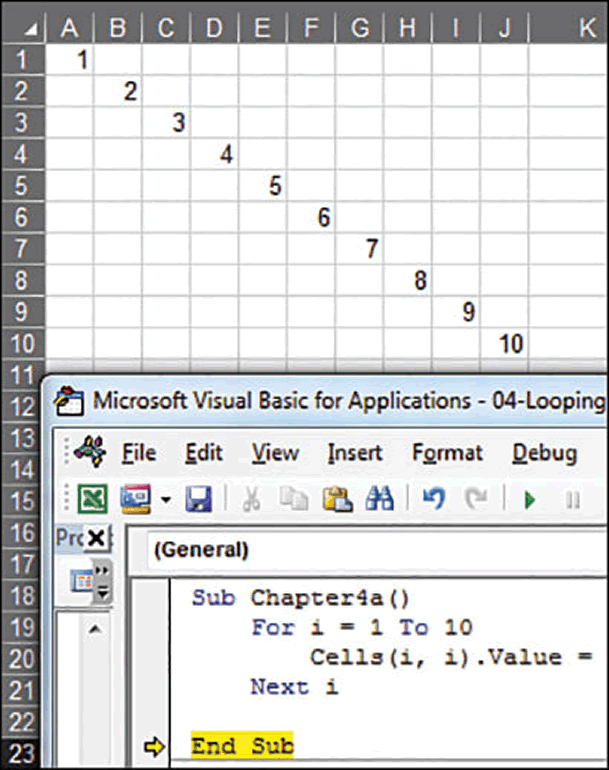 A B C D E F G H I J K
1 1
2 2
3 3
4 4
5 5
6 6
7 7
8 8
9 9
10 10
11
12 Microsoft Visual Basic for Applications - 04-Looping
13
14 File Edit View Insert Format Debug
15
16
17 (General)
18 Sub Chapter4a()
19 For i = 1 To 10
20 Cells(i, i).Value =
21 Next i
22
23 End Sub